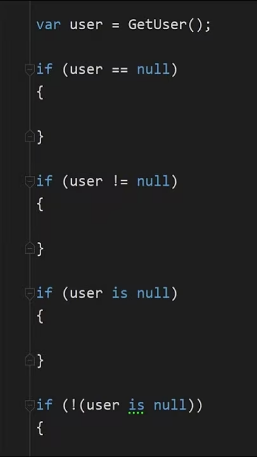 var user = GetUser();
if (user == null)
{
}
if (user != null)
{
}
if (user is null)
{
}
if (!(user is null))
{